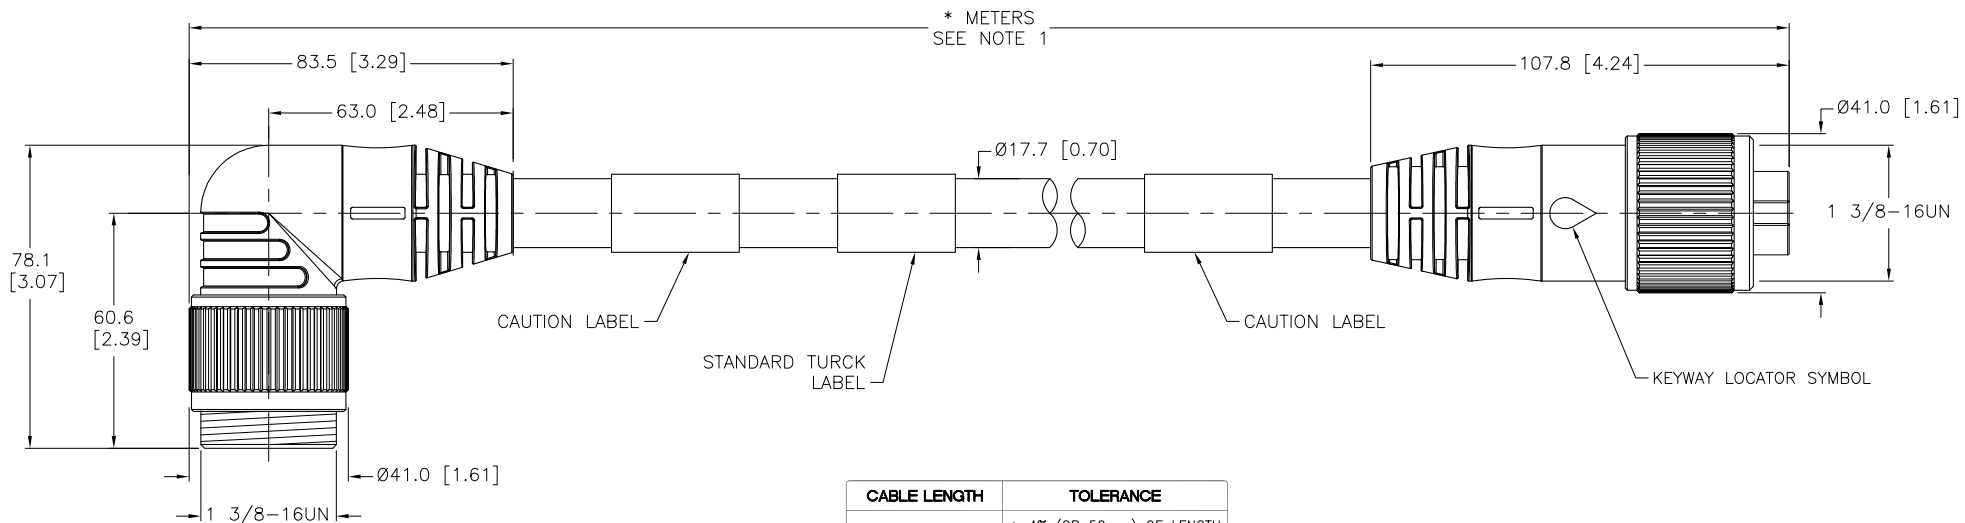 * METERS
SEE NOTE 1
83.5 [3.29]
107.8 [4.24]
63.0 [2.48]
Ø41.0 [1.61]
Ø17.7 [0.70]
1 3/8-16UN
78.1
[3.07]
60.6
[2.39]
CAUTION LABEL
CAUTION LABEL
STANDARD TURCK
LABEL
KEYWAY LOCATOR SYMBOL
Ø41.0 [1.61]
1 3/8-16UN
CABLE LENGTH TOLERANCE
OF LENGTH